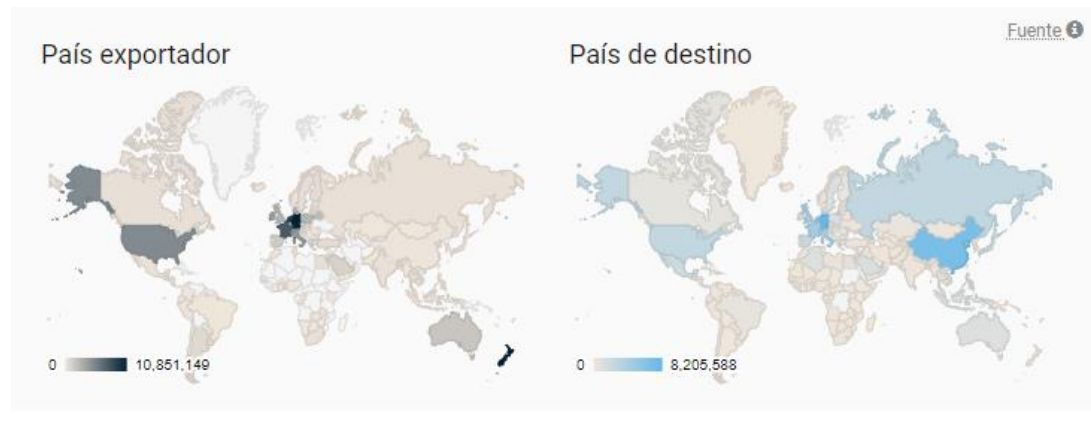 Fuente
País exportador
País de destino
0 10,851,149
0 8,205,588